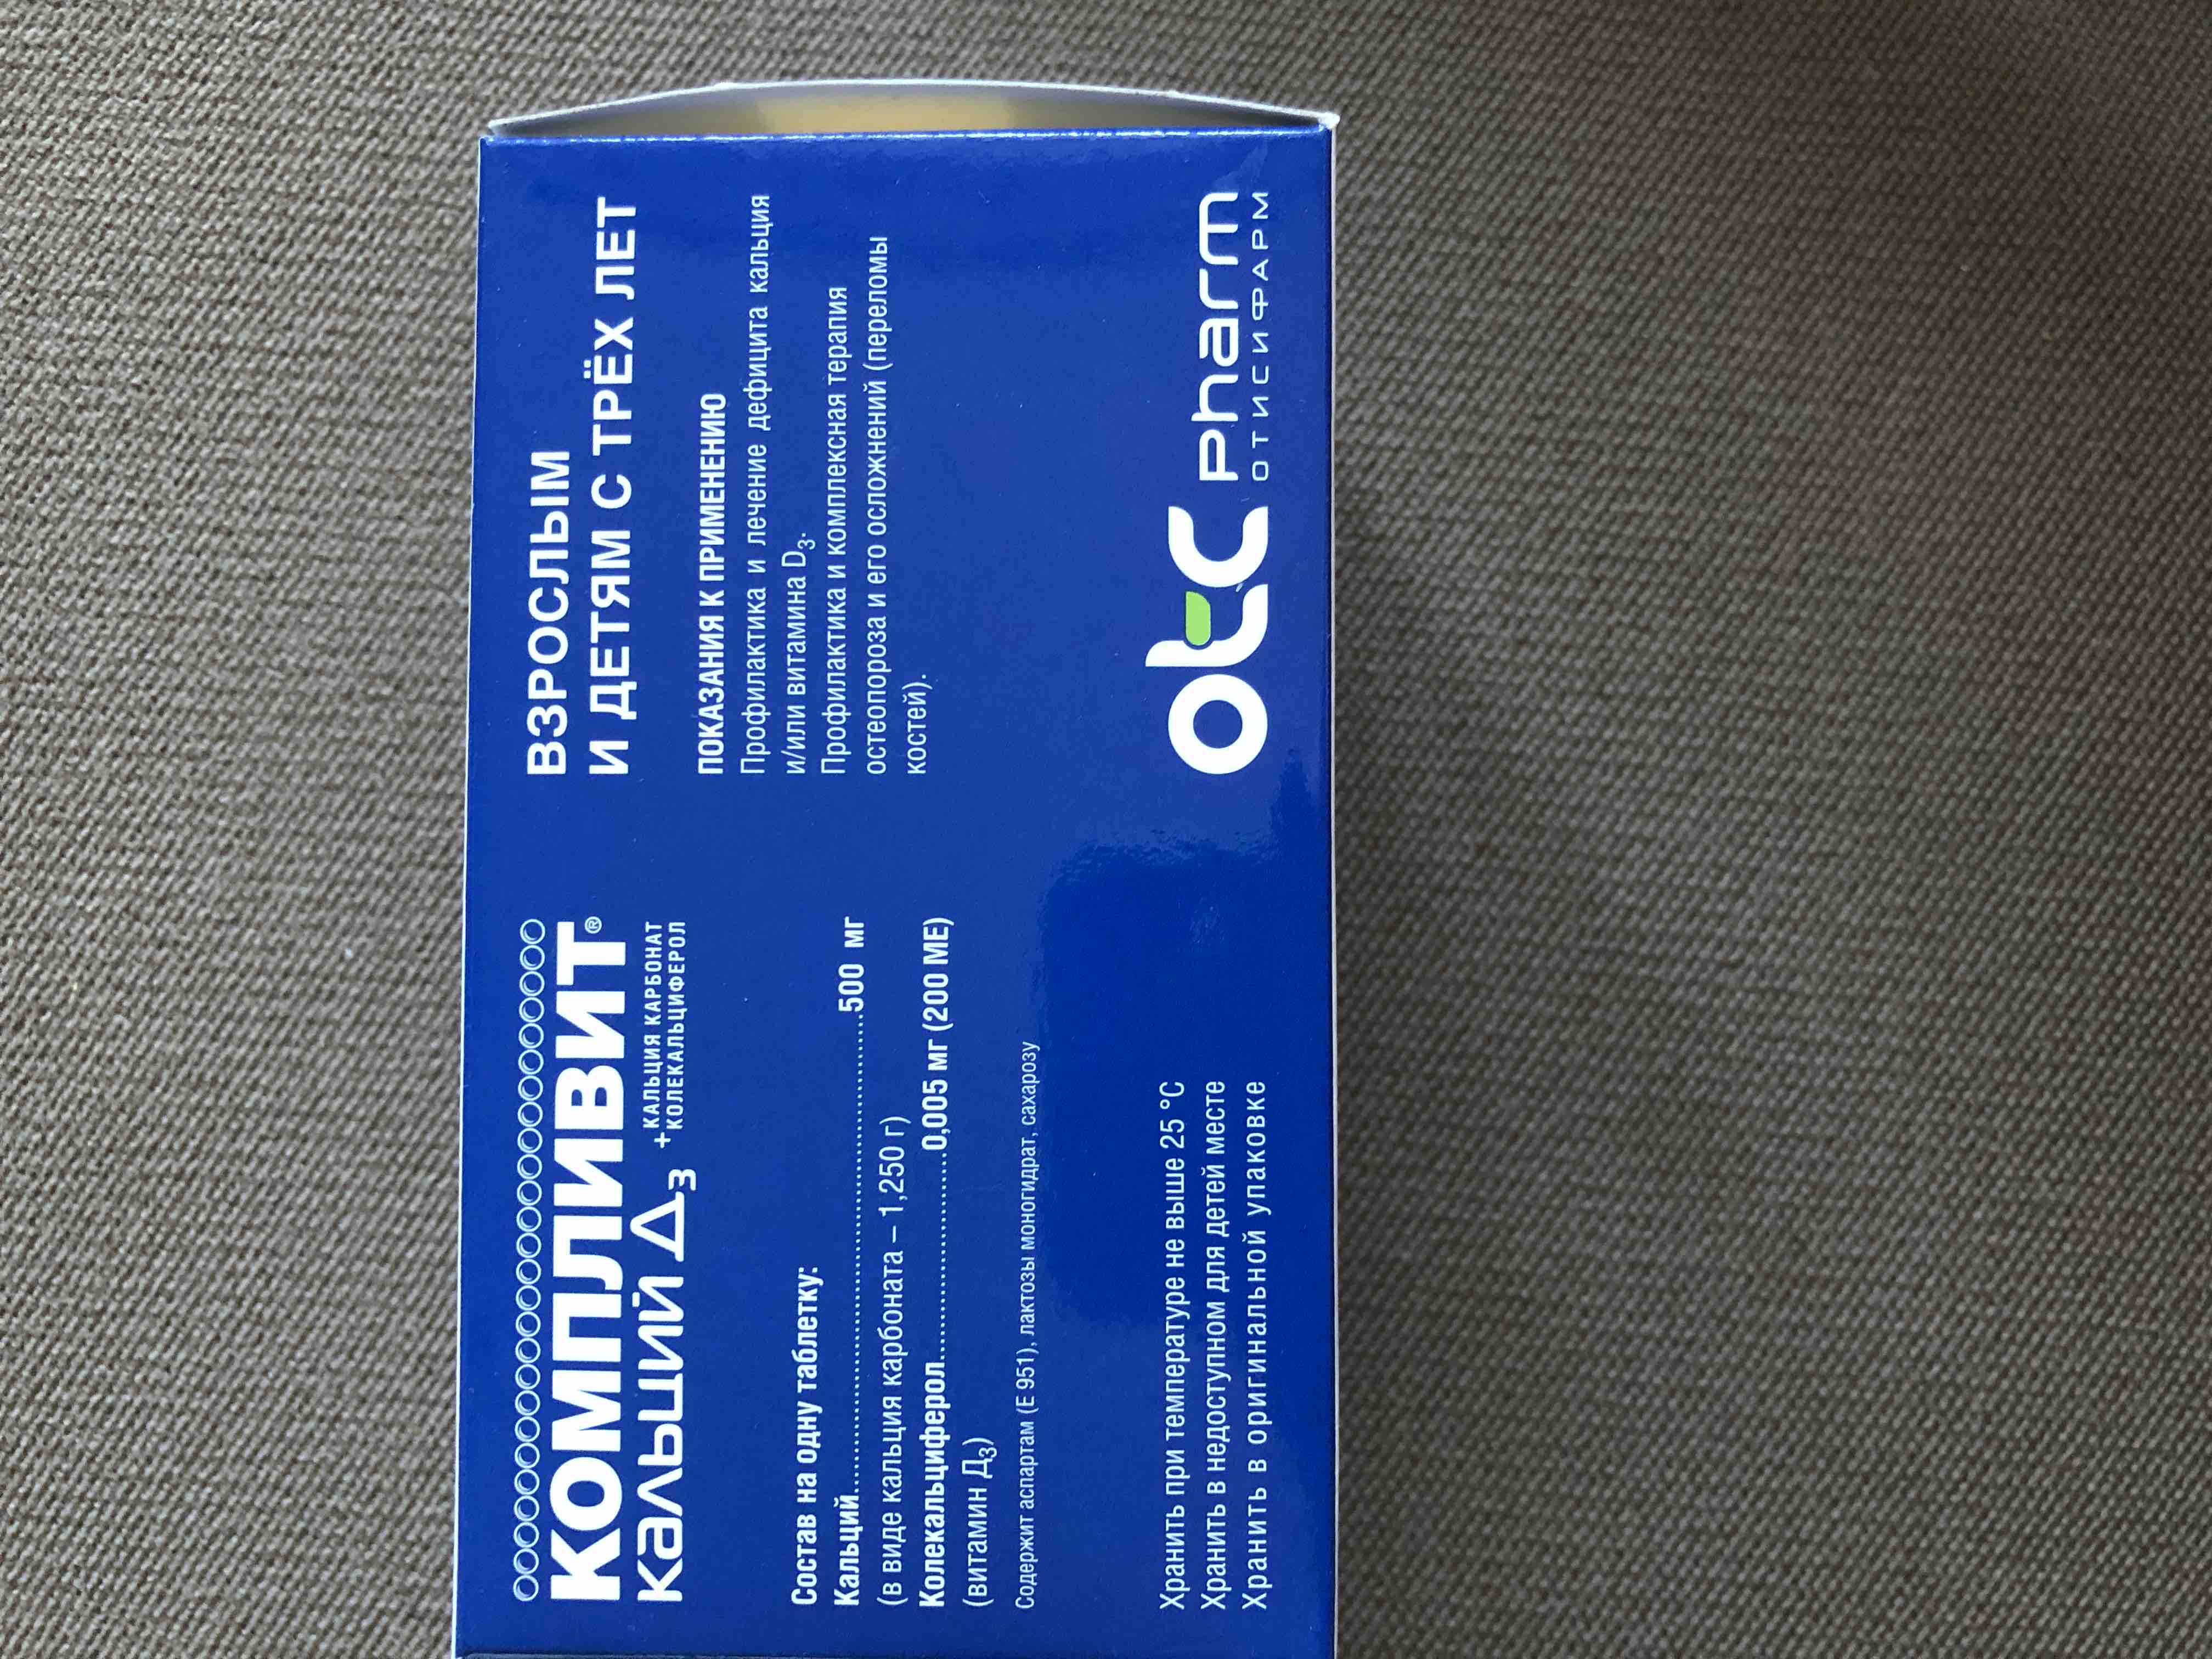 КОМПЛИВИТ®
кальций Д3
+КАЛЬЦИЯ КАРБОНАТ
КОЛЕКАЛЬЦИФЕРОЛ
Состав на одну таблетку:
Кальций..........................................500 мг
(в виде кальция карбоната – 1,250 г)
Колекальциферол...................0,005 мг (200 МЕ)
(витамин Д3)
Содержит аспартам (Е 951), лактозы моногидрат, сахарозу
Хранить при температуре не выше 25 °С
Хранить в недоступном для детей месте
Хранить в оригинальной упаковке
ВЗРОСЛЫМ
И ДЕТЯМ С ТРЁХ ЛЕТ
ПОКАЗАНИЯ К ПРИМЕНЕНИЮ
Профилактика и лечение дефицита кальция
и/или витамина D3.
Профилактика и комплексная терапия
остеопороза и его осложнений (переломы
костей).
otc pharm
ОТИСИФАРМ